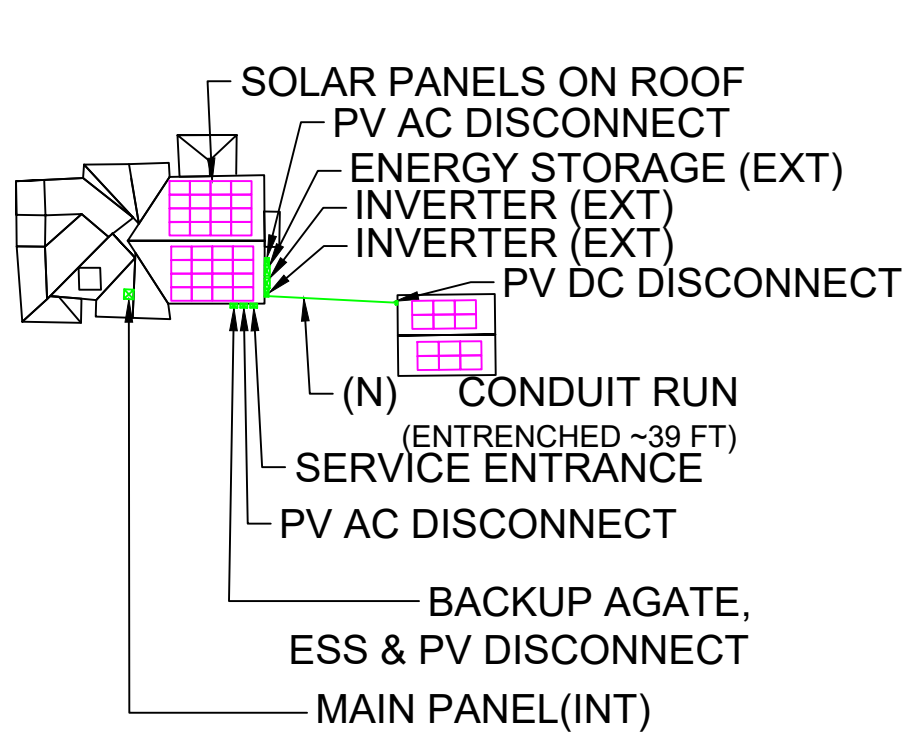 SOLAR PANELS ON ROOF
PV AC DISCONNECT
ENERGY STORAGE (EXT)
INVERTER (EXT)
INVERTER (EXT)
PV DC DISCONNECT
(N) CONDUIT RUN
(ENTRENCHED ~39 FT)
SERVICE ENTRANCE
PV AC DISCONNECT
BACKUP AGATE,
ESS & PV DISCONNECT
MAIN PANEL(INT)